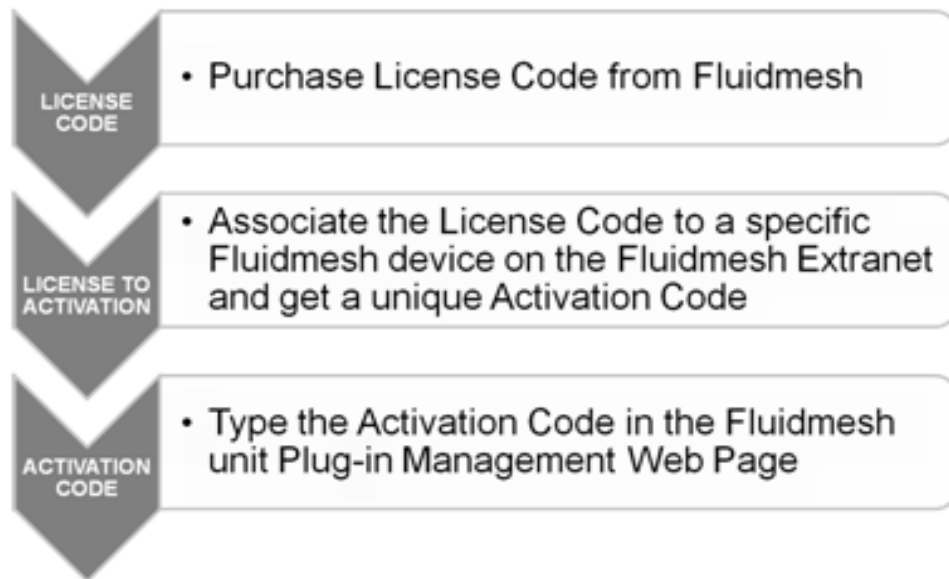 LICENSE
CODE
• Purchase License Code from Fluidmesh
LICENSE TO
ACTIVATION
• Associate the License Code to a specific
Fluidmesh device on the Fluidmesh Extranet
and get a unique Activation Code
ACTIVATION
CODE
• Type the Activation Code in the Fluidmesh
unit Plug-in Management Web Page